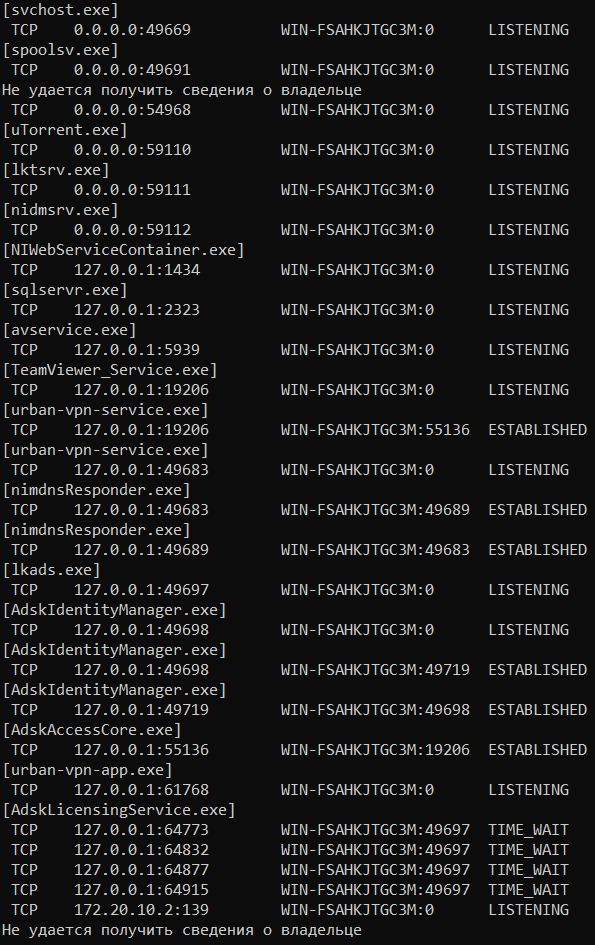 [svchost.exe]
TCP    0.0.0.0:49669          WIN-FSAHKJTGC3M:0      LISTENING
[spoolsv.exe]
TCP    0.0.0.0:49691          WIN-FSAHKJTGC3M:0      LISTENING
Не удается получить сведения о владельце
TCP    0.0.0.0:54968          WIN-FSAHKJTGC3M:0      LISTENING
[uTorrent.exe]
TCP    0.0.0.0:59110          WIN-FSAHKJTGC3M:0      LISTENING
[lktsrv.exe]
TCP    0.0.0.0:59111          WIN-FSAHKJTGC3M:0      LISTENING
[nidmsrv.exe]
TCP    0.0.0.0:59112          WIN-FSAHKJTGC3M:0      LISTENING
[NIWebServiceContainer.exe]
TCP    127.0.0.1:1434         WIN-FSAHKJTGC3M:0      LISTENING
[sqlservr.exe]
TCP    127.0.0.1:2323         WIN-FSAHKJTGC3M:0      LISTENING
[avservice.exe]
TCP    127.0.0.1:5939         WIN-FSAHKJTGC3M:0      LISTENING
[TeamViewer_Service.exe]
TCP    127.0.0.1:19206        WIN-FSAHKJTGC3M:0      LISTENING
[urban-vpn-service.exe]
TCP    127.0.0.1:19206        WIN-FSAHKJTGC3M:55136  ESTABLISHED
[urban-vpn-service.exe]
TCP    127.0.0.1:49683        WIN-FSAHKJTGC3M:0      LISTENING
[nimdnsResponder.exe]
TCP    127.0.0.1:49683        WIN-FSAHKJTGC3M:49689  ESTABLISHED
[nimdnsResponder.exe]
TCP    127.0.0.1:49689        WIN-FSAHKJTGC3M:49683  ESTABLISHED
[lkads.exe]
TCP    127.0.0.1:49697        WIN-FSAHKJTGC3M:0      LISTENING
[AdskIdentityManager.exe]
TCP    127.0.0.1:49698        WIN-FSAHKJTGC3M:0      LISTENING
[AdskIdentityManager.exe]
TCP    127.0.0.1:49698        WIN-FSAHKJTGC3M:49719  ESTABLISHED
[AdskIdentityManager.exe]
TCP    127.0.0.1:49719        WIN-FSAHKJTGC3M:49698  ESTABLISHED
[AdskAccessCore.exe]
TCP    127.0.0.1:55136        WIN-FSAHKJTGC3M:19206  ESTABLISHED
[urban-vpn-app.exe]
TCP    127.0.0.1:61768        WIN-FSAHKJTGC3M:0      LISTENING
[AdskLicensingService.exe]
TCP    127.0.0.1:64773        WIN-FSAHKJTGC3M:49697  TIME_WAIT
TCP    127.0.0.1:64832        WIN-FSAHKJTGC3M:49697  TIME_WAIT
TCP    127.0.0.1:64877        WIN-FSAHKJTGC3M:49697  TIME_WAIT
TCP    127.0.0.1:64915        WIN-FSAHKJTGC3M:49697  TIME_WAIT
TCP    172.20.10.2:139        WIN-FSAHKJTGC3M:0      LISTENING
Не удается получить сведения о владельце